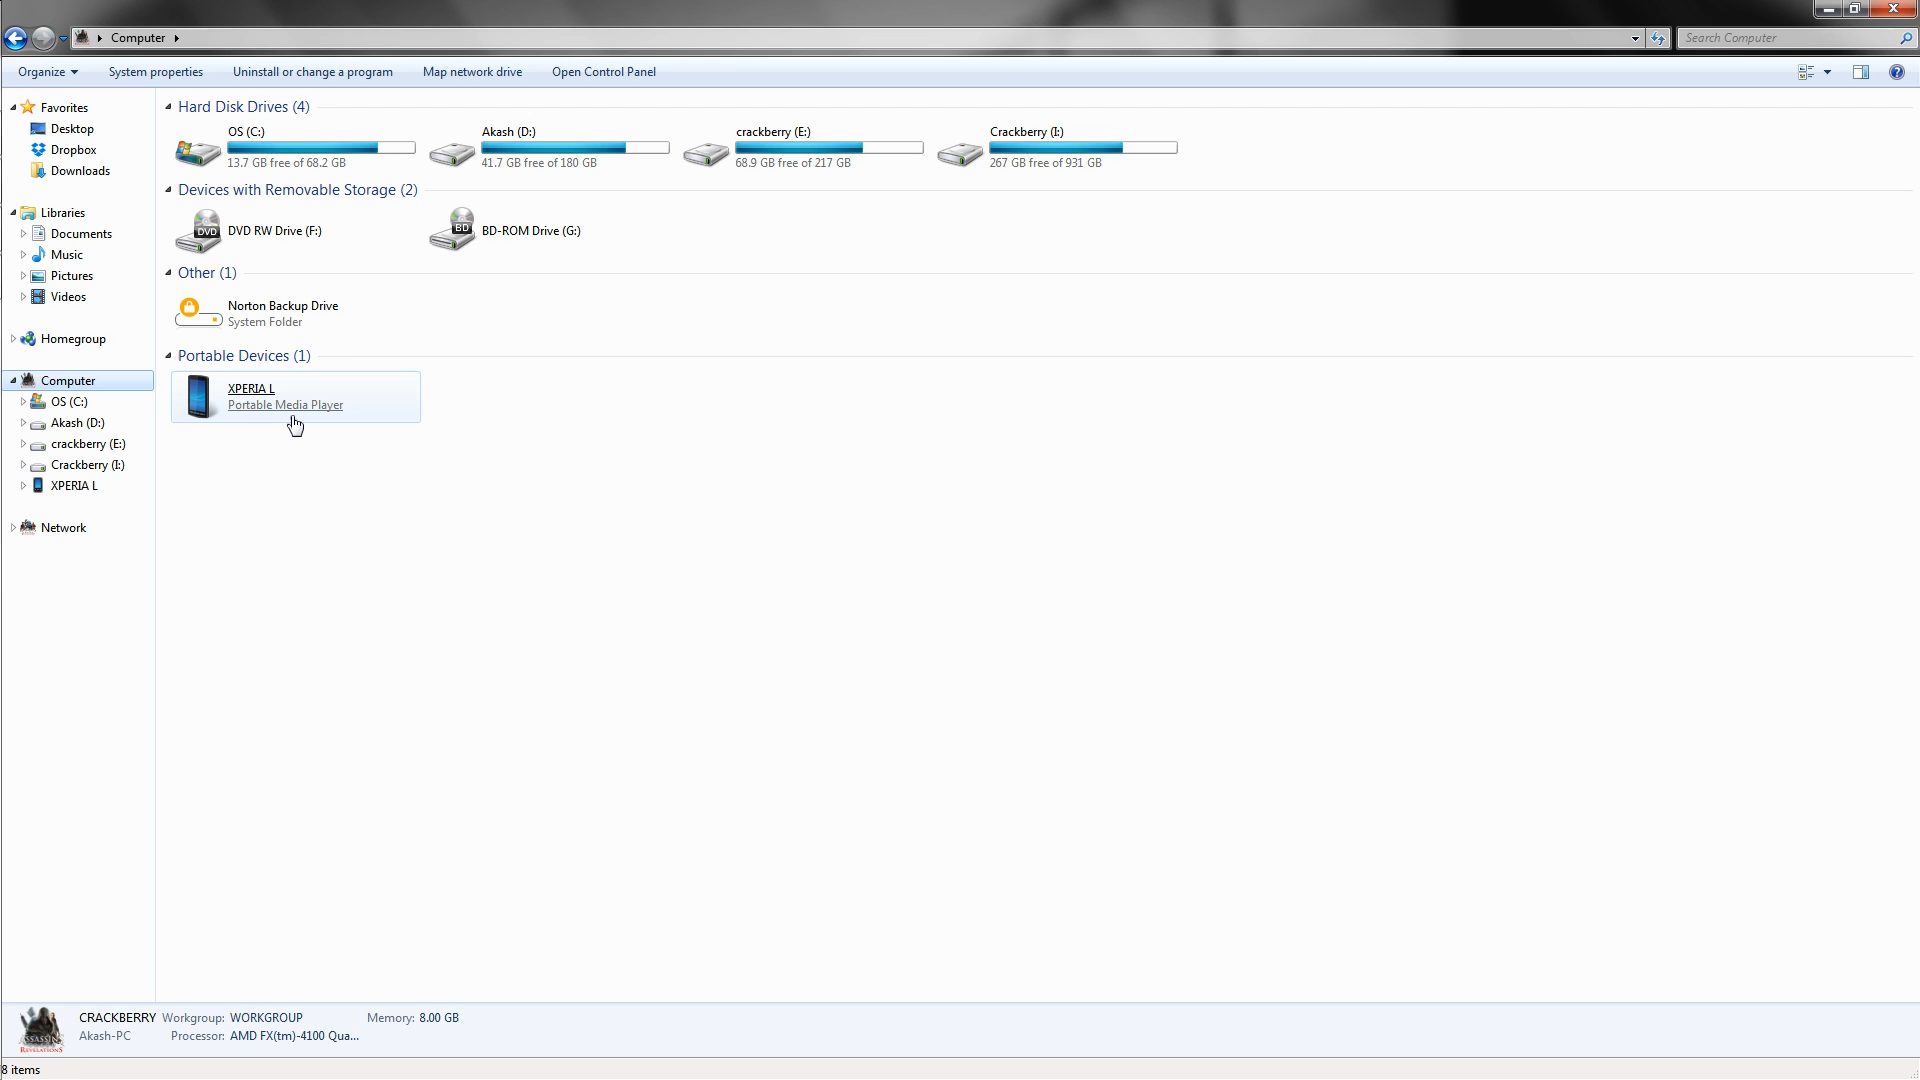 Computer
Search Computer
Organize
System properties
Uninstall or change a program
Map network drive
Open Control Panel
Favorites
Desktop
Dropbox
Downloads
Libraries
Documents
Music
Pictures
Videos
Homegroup
Computer
OS (C:)
Akash (D:)
crackberry (E:)
Crackberry (I:)
XPERIA L
Network
Hard Disk Drives (4)
OS (C:)
13.7 GB free of 68.2 GB
Akash (D:)
41.7 GB free of 180 GB
crackberry (E:)
68.9 GB free of 217 GB
Crackberry (I:)
267 GB free of 931 GB
Devices with Removable Storage (2)
DVD
DVD RW Drive (F:)
BD
BD-ROM Drive (G:)
Other (1)
Norton Backup Drive
System Folder
Portable Devices (1)
XPERIA L
Portable Media Player
CRACKBERRY Workgroup: WORKGROUP Memory: 8.00 GB
Akash-PC Processor: AMD FX(tm)-4100 Qua...
REVELATIONS
8 items